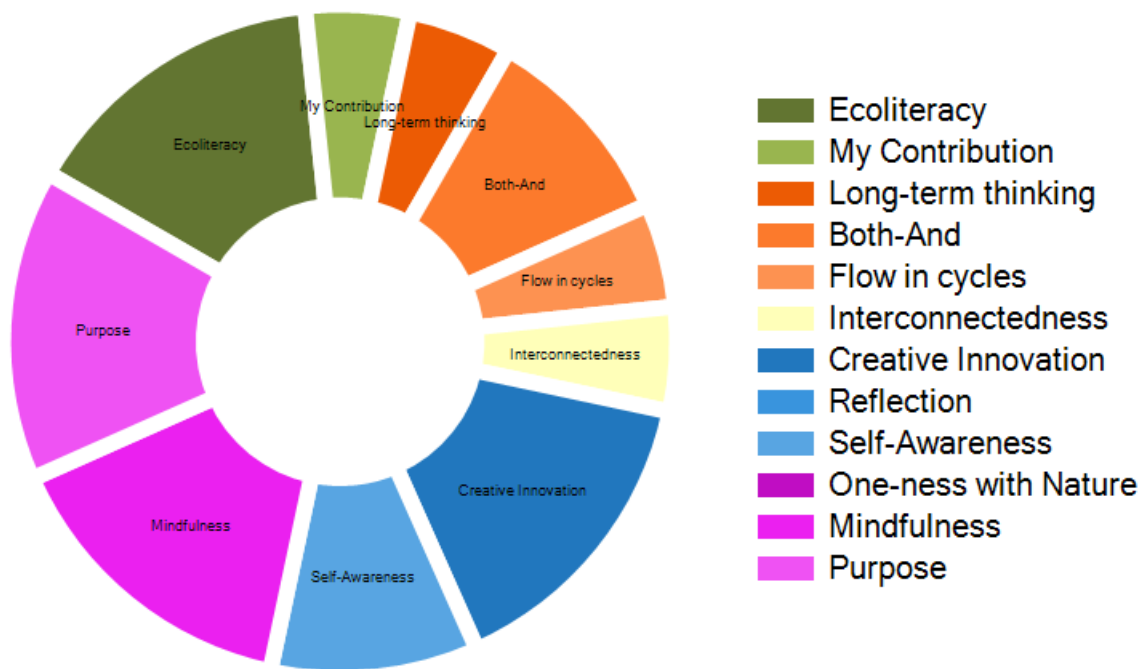 My Contribution
Long-term thinking
Ecoliteracy
Both-And
Flow in cycles
Purpose
Interconnectedness
Creative Innovation
Mindfulness
Self-Awareness
Ecoliteracy
My Contribution
Long-term thinking
Both-And
Flow in cycles
Interconnectedness
Creative Innovation
Reflection
Self-Awareness
One-ness with Nature
Mindfulness
Purpose